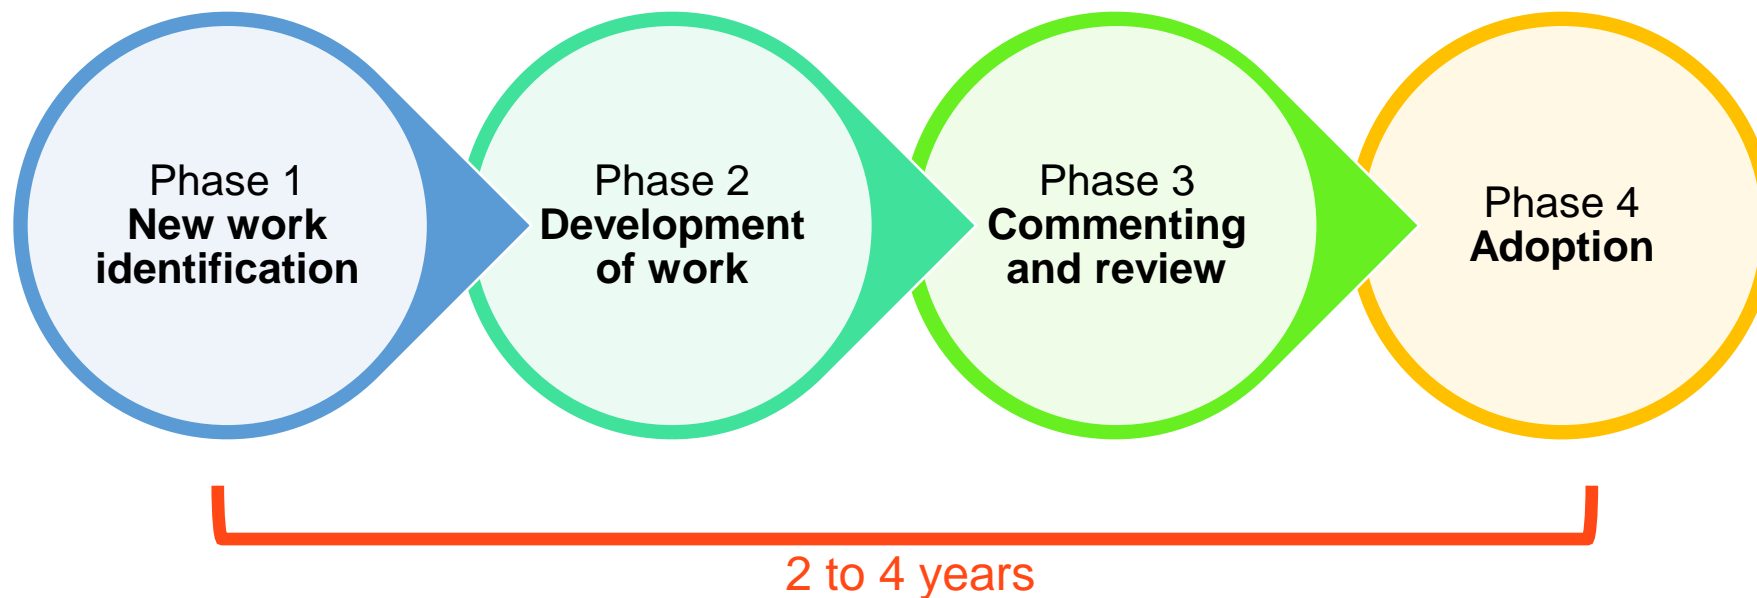 Phase 1
New work
identification
Phase 2
Development
of work
Phase 3
Commenting
and review
Phase 4
Adoption
2 to 4 years